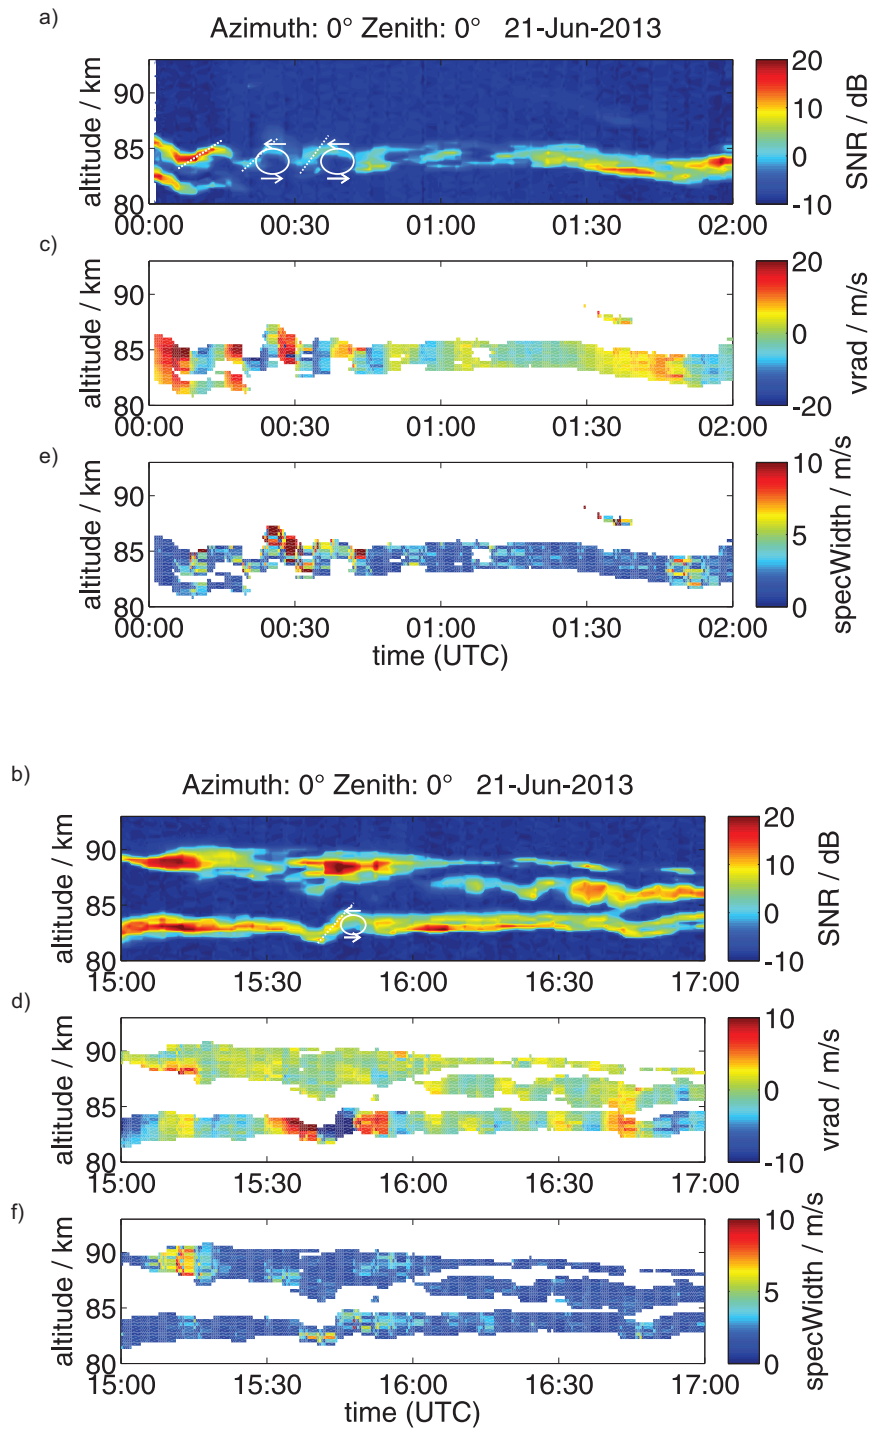 a)
Azimuth: 0° Zenith: 0° 21-Jun-2013
altitude / km
90
85
80
00:00 00:30 01:00 01:30 02:00
20
10
0
-10
SNR / dB
c)
altitude / km
90
85
80
00:00 00:30 01:00 01:30 02:00
20
0
-20
vrad / m/s
e)
altitude / km
90
85
80
00:00 00:30 01:00 01:30 02:00
time (UTC)
10
5
0
specWidth / m/s
b)
Azimuth: 0° Zenith: 0° 21-Jun-2013
altitude / km
90
85
80
15:00 15:30 16:00 16:30 17:00
20
10
0
-10
SNR / dB
d)
altitude / km
90
85
80
15:00 15:30 16:00 16:30 17:00
10
0
-10
vrad / m/s
f)
altitude / km
90
85
80
15:00 15:30 16:00 16:30 17:00
time (UTC)
10
5
0
specWidth / m/s